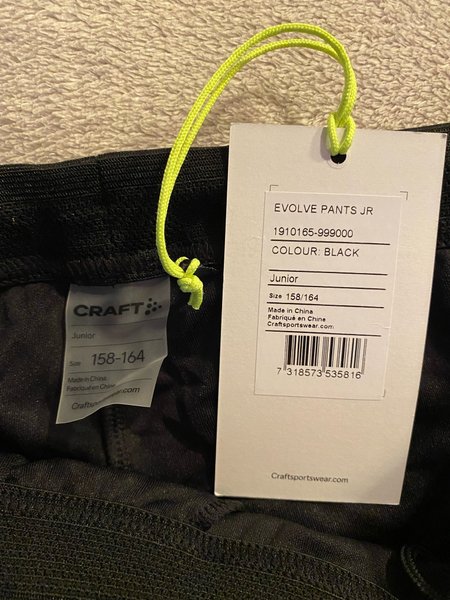 EVOLVE PANTS JR
1910165-999000
COLOUR: BLACK
Junior
Size 158/164
Made in China
Fabriqué en Chine
Craftsportswear.com
7 318573 535816
Craftsportswear.com
CRAFT
Junior
Size 158-164
Made in China
Fabriqué en Chine